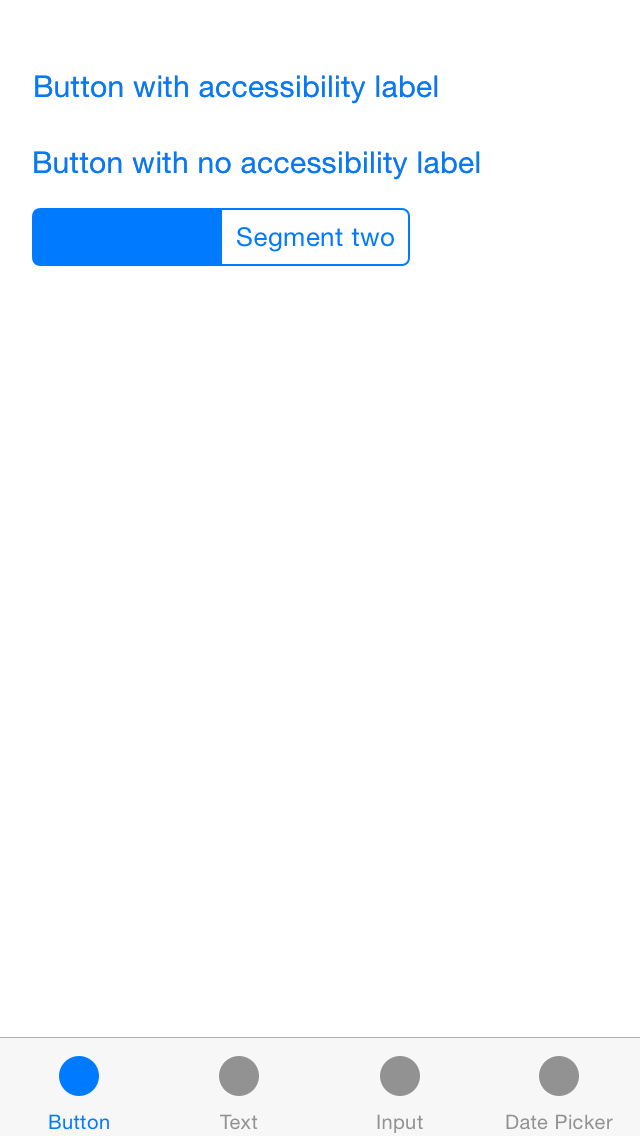 Button with accessibility label
Button with no accessibility label
Segment two
Button Text Input Date Picker